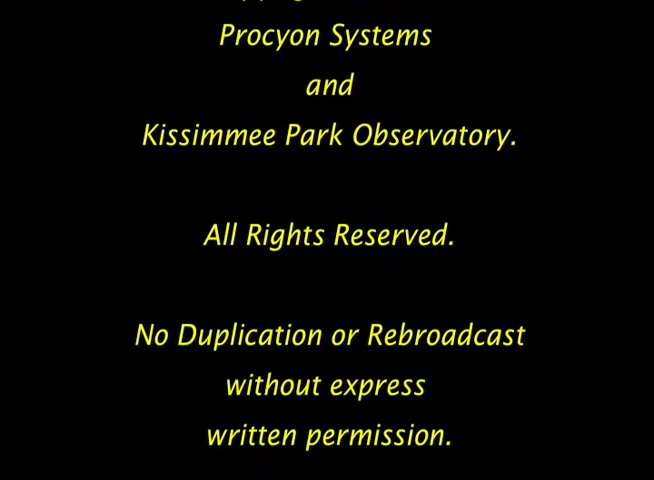 Procyon Systems
and
Kissimmee Park Observatory.
All Rights Reserved.
No Duplication or Rebroadcast
without express
written permission.